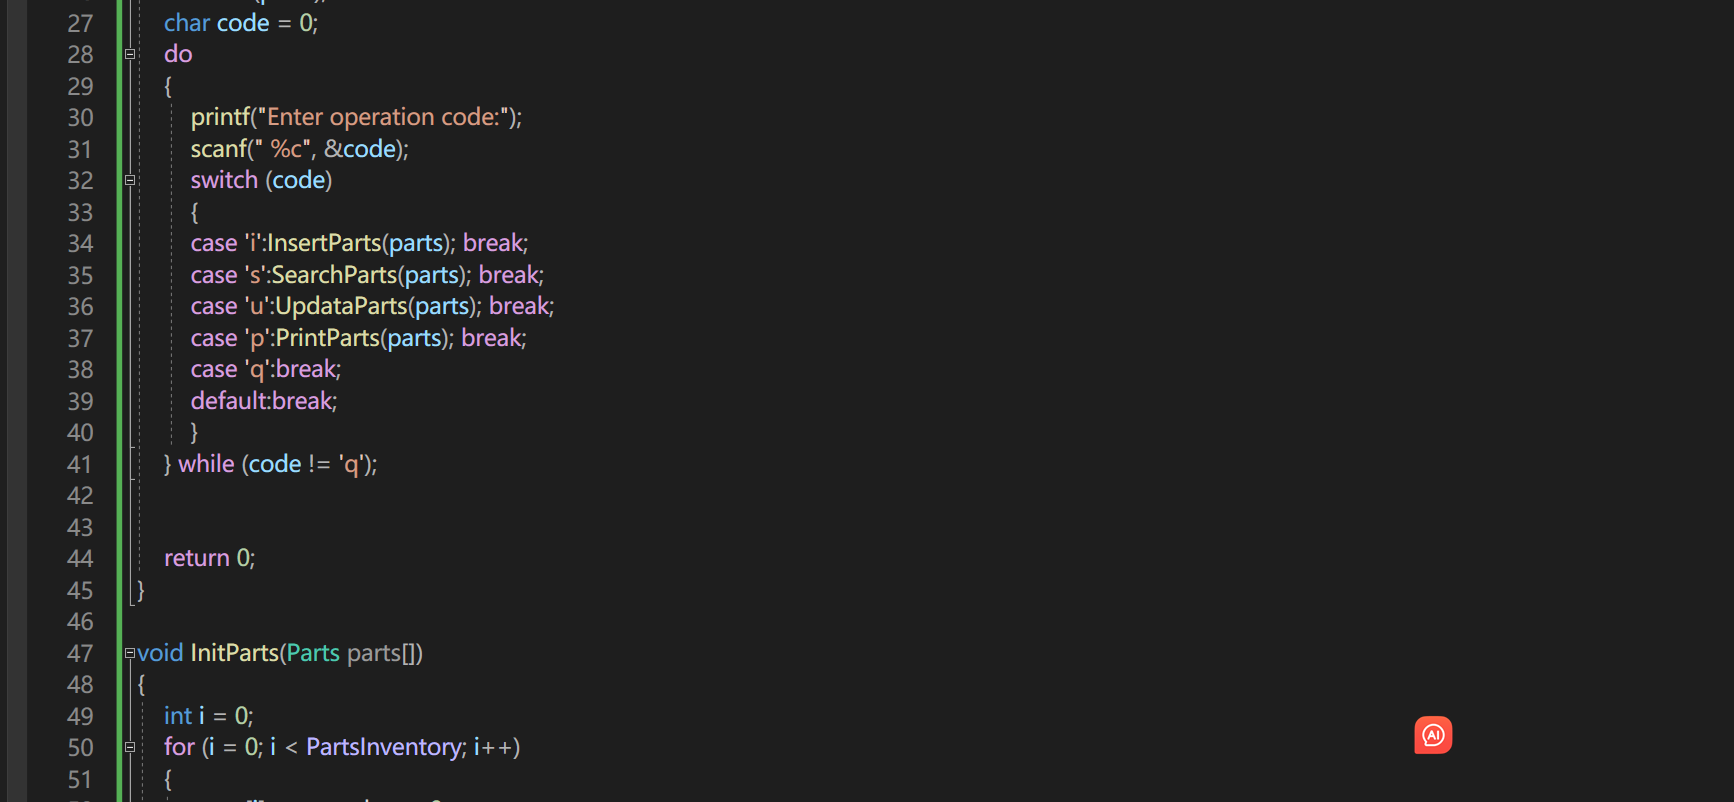 27 char code = 0;
28 do
29 {
30 printf("Enter operation code:");
31 scanf(" %c", &code);
32 switch (code)
33 {
34 case 'i':InsertParts(parts); break;
35 case 's':SearchParts(parts); break;
36 case 'u':UpdataParts(parts); break;
37 case 'p':PrintParts(parts); break;
38 case 'q':break;
39 default:break;
40 }
41 } while (code != 'q');
42
43
44 return 0;
45 }
46
47 void InitParts(Parts parts[])
48 {
49 int i = 0;
50 for (i = 0; i < PartsInventory; i++)
51 {
AI